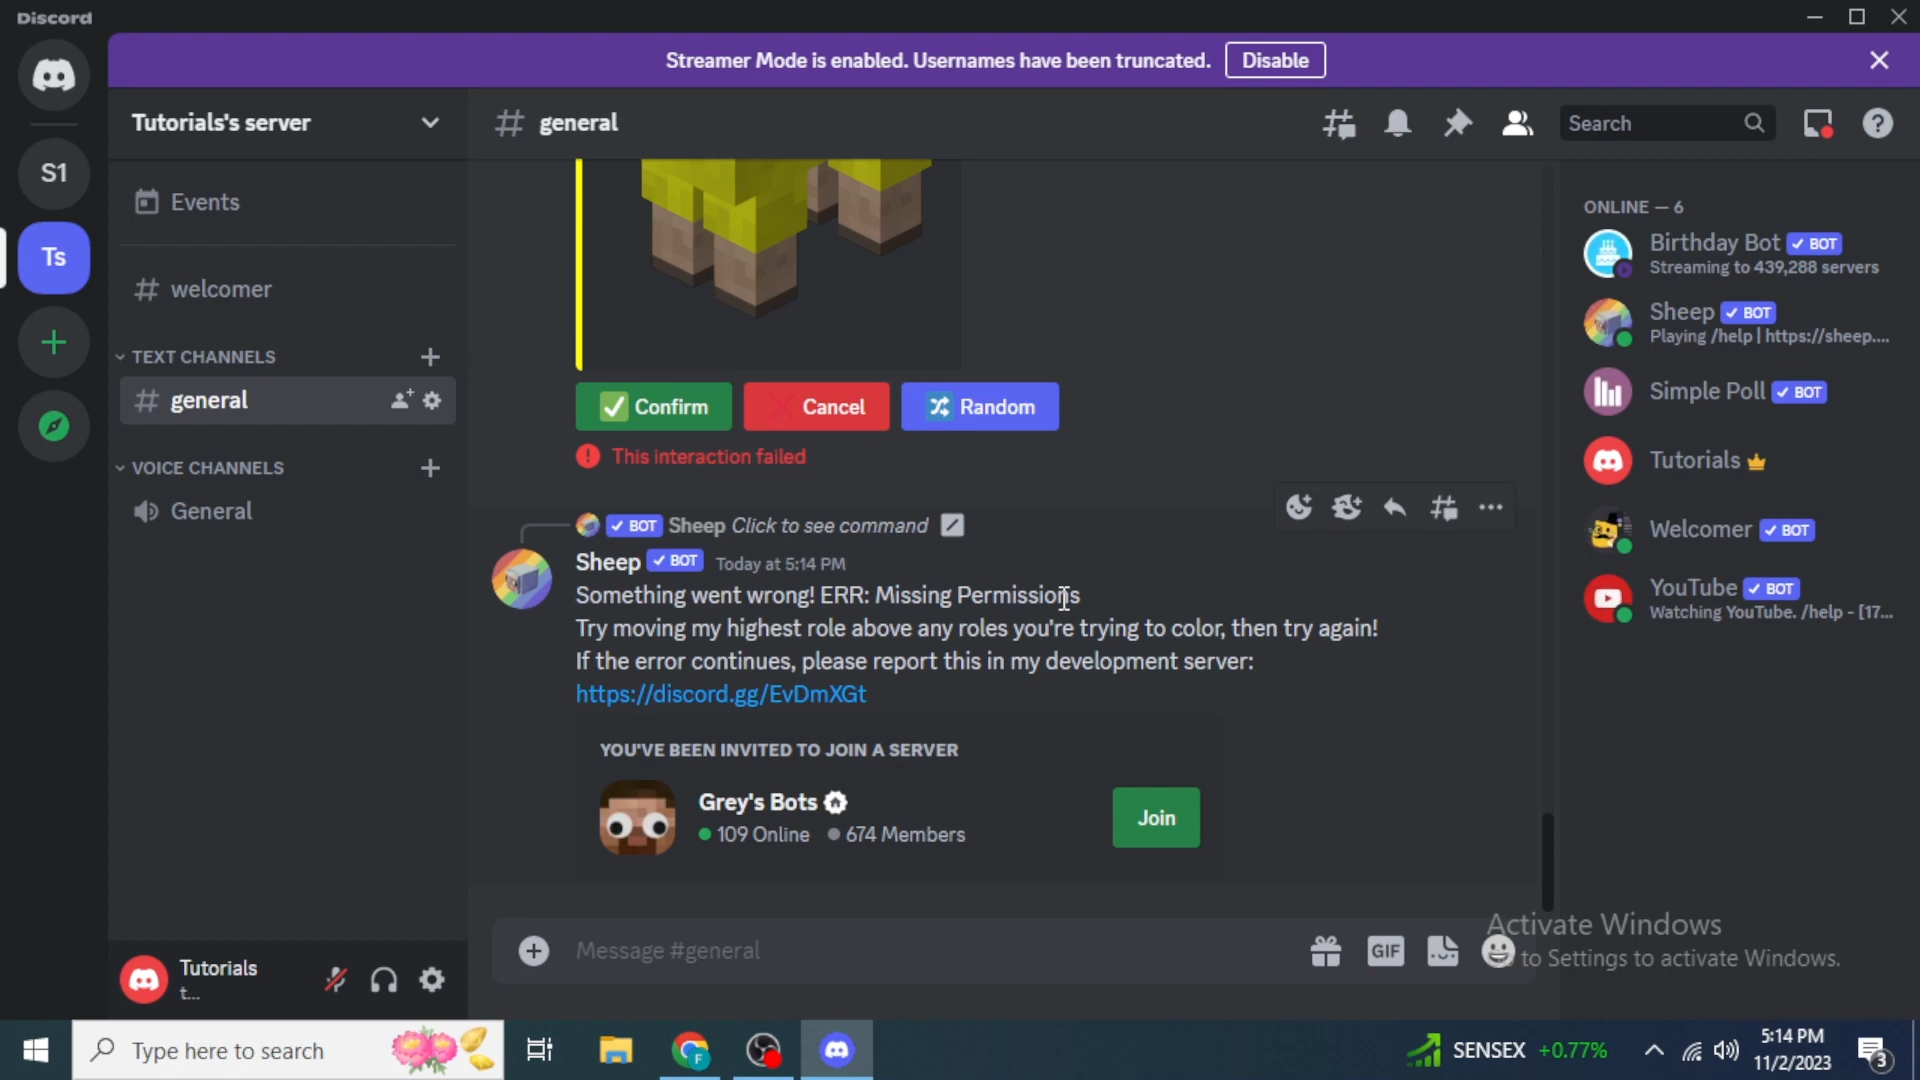 Discord
Streamer Mode is enabled. Usernames have been truncated.
Disable
Tutorials's server
general
Search
S1
Ts
Events
welcomer
TEXT CHANNELS
general
VOICE CHANNELS
General
Confirm
Cancel
Random
This interaction failed
BOT Sheep Click to see command
Sheep BOT Today at 5:14 PM
Something went wrong! ERR: Missing Permissions
Try moving my highest role above any roles you're trying to color, then try again!
If the error continues, please report this in my development server:
https://discord.gg/EvDmXGt
YOU'VE BEEN INVITED TO JOIN A SERVER
Grey's Bots
109 Online 674 Members
Join
ONLINE — 6
Birthday Bot BOT
Streaming to 439,288 servers
Sheep BOT
Playing /help | https://sheep....
Simple Poll BOT
Tutorials
Welcomer BOT
YouTube BOT
Watching YouTube. /help - [17...
Tutorials
t...
Message #general
GIF
Activate Windows
to Settings to activate Windows.
Type here to search
F
SENSEX +0.77%
5:14 PM
11/2/2023
3